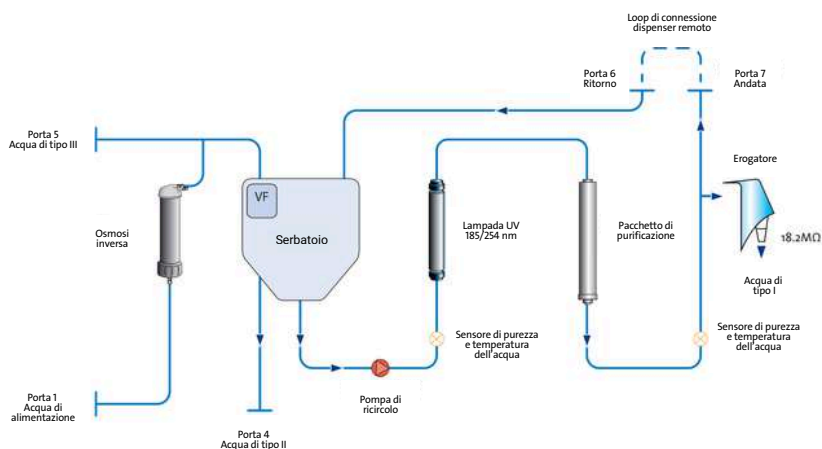 Loop di connessione
dispenser remoto
Porta 6
Ritorno
Porta 7
Andata
Porta 5
Acqua di tipo III
Osmosi
inversa
VF
Serbatoio
Lampada UV
185/254 nm
Pacchetto di
purificazione
Erogatore
18.2MΩ
Acqua di
tipo I
Sensore di purezza
e temperatura
dell'acqua
Sensore di purezza
e temperatura
dell'acqua
Pompa di
ricircolo
Porta 1
Acqua di
alimentazione
Porta 4
Acqua di tipo II